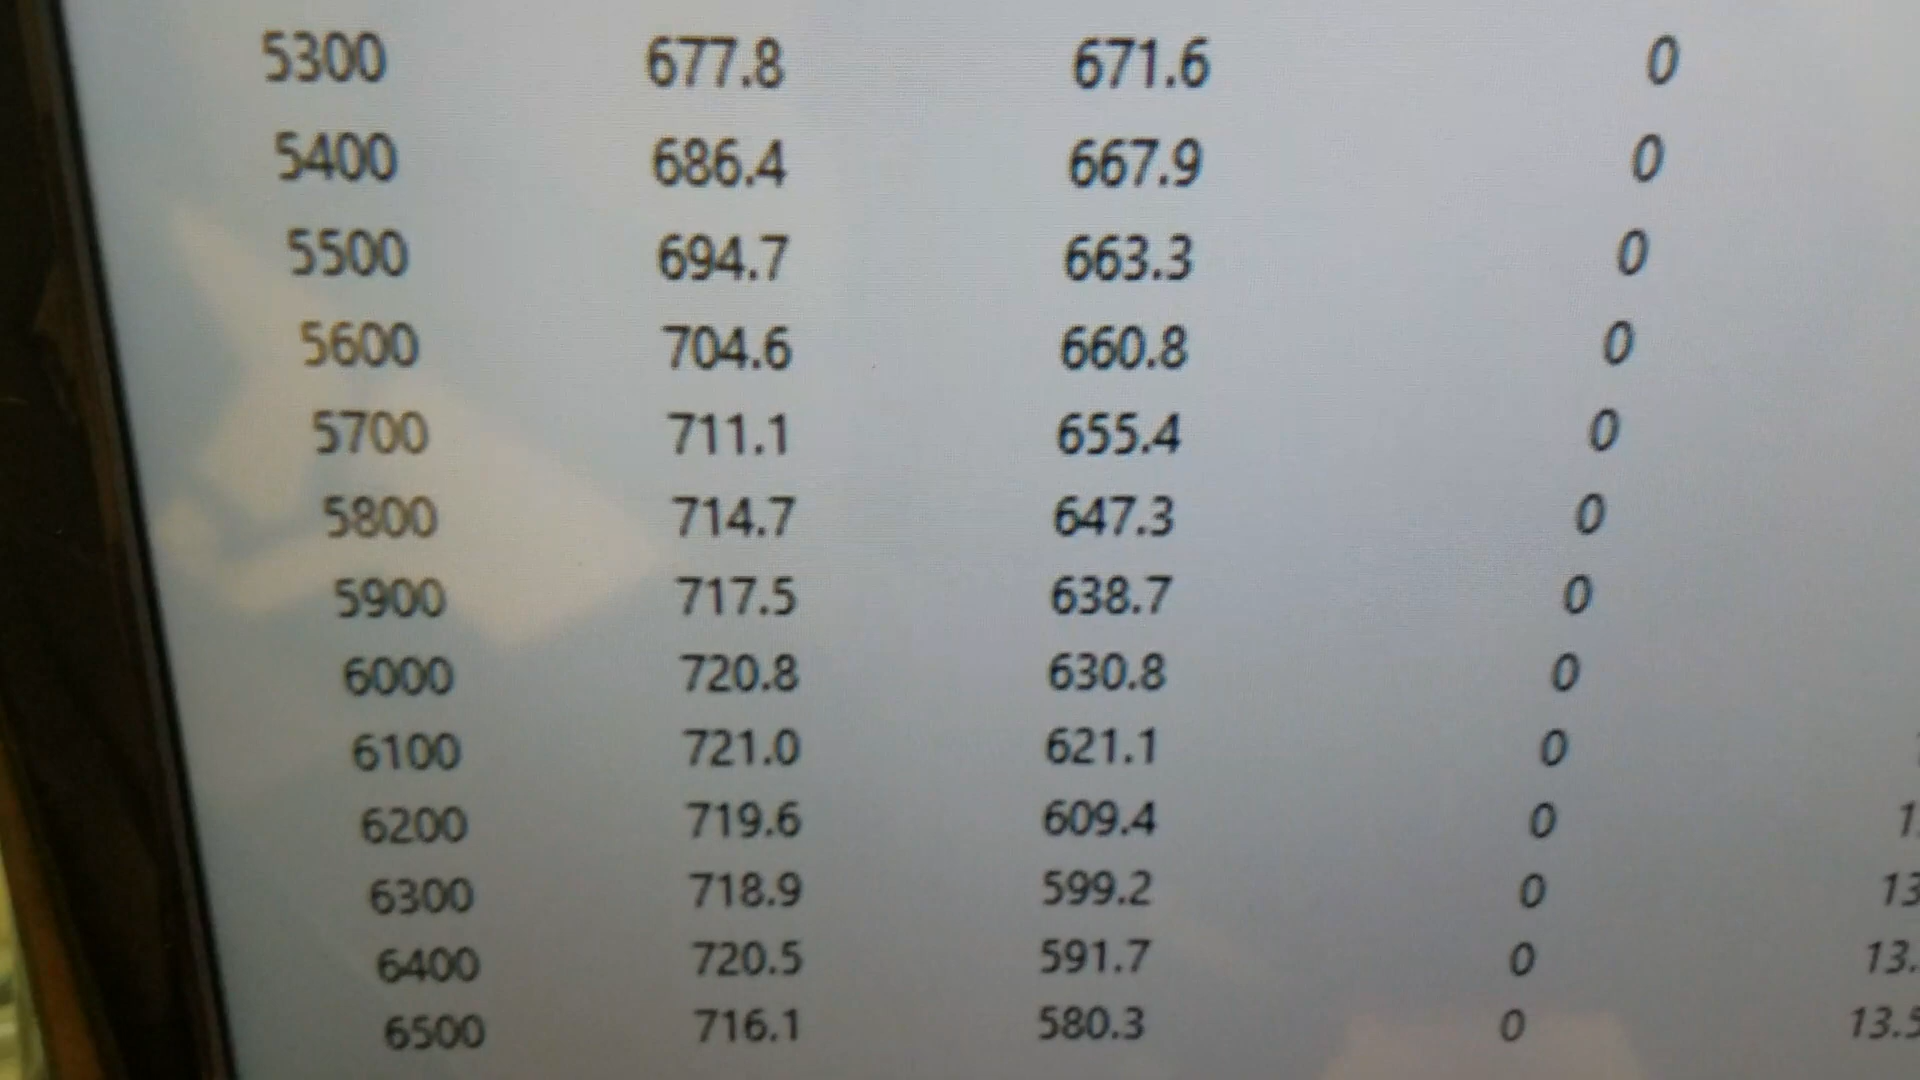 5300 677.8 671.6 0
5400 686.4 667.9 0
5500 694.7 663.3 0
5600 704.6 660.8 0
5700 711.1 655.4 0
5800 714.7 647.3 0
5900 717.5 638.7 0
6000 720.8 630.8 0
6100 721.0 621.1 0
6200 719.6 609.4 0
6300 718.9 599.2 0 13
6400 720.5 591.7 0 13.
6500 716.1 580.3 0 13.5